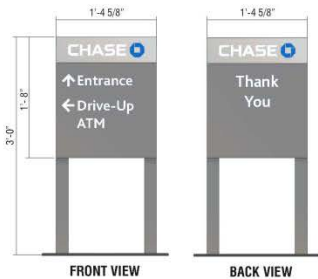 1'-4 5/8"
1'-4 5/8"
CHASE
CHASE
Entrance
Drive-Up
ATM
Thank
You
1'-8"
3'-0"
FRONT VIEW
BACK VIEW